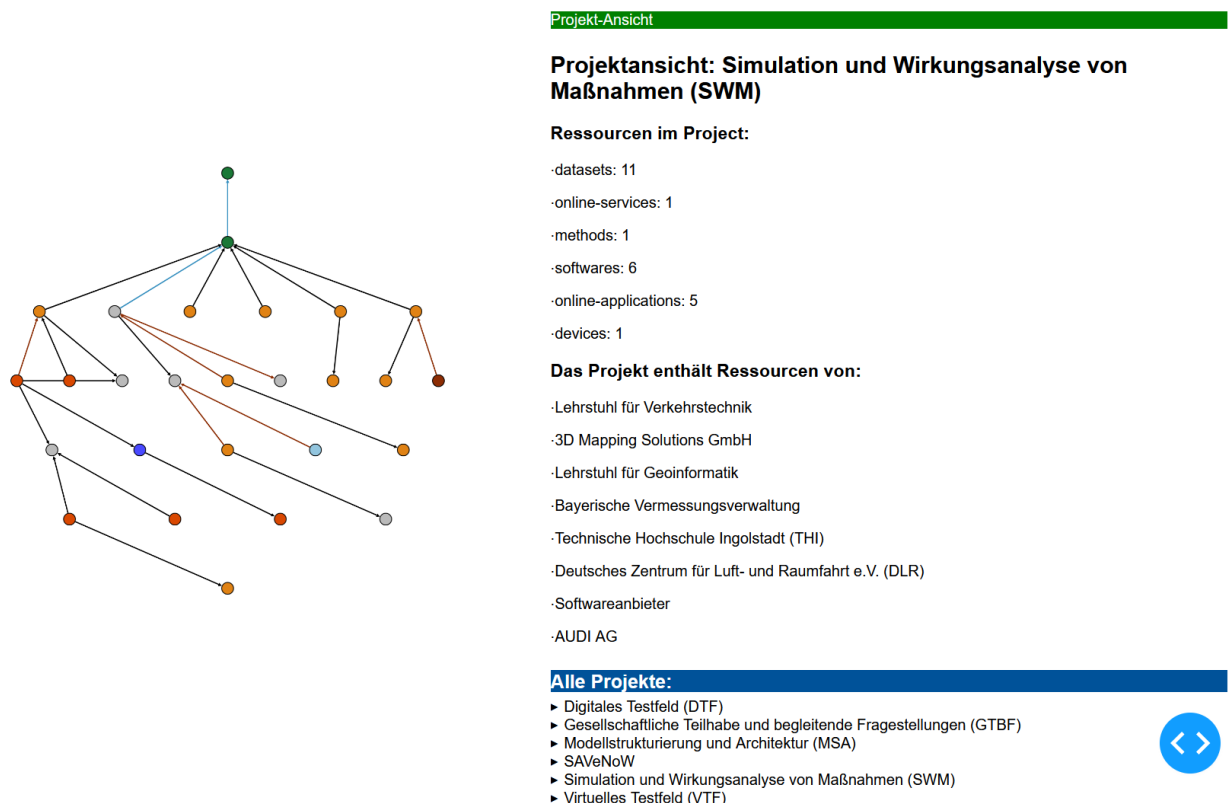 Projekt-Ansicht
Projektansicht: Simulation und Wirkungsanalyse von
Maßnahmen (SWM)
Ressourcen im Project:
·datasets: 11
·online-services: 1
·methods: 1
·softwares: 6
·online-applications: 5
·devices: 1
Das Projekt enthält Ressourcen von:
·Lehrstuhl für Verkehrstechnik
·3D Mapping Solutions GmbH
·Lehrstuhl für Geoinformatik
·Bayerische Vermessungsverwaltung
·Technische Hochschule Ingolstadt (THI)
·Deutsches Zentrum für Luft- und Raumfahrt e.V. (DLR)
·Softwareanbieter
·AUDI AG
Alle Projekte:
▸ Digitales Testfeld (DTF)
▸ Gesellschaftliche Teilhabe und begleitende Fragestellungen (GTBF)
▸ Modellstrukturierung und Architektur (MSA)
▸ SAVeNoW
▸ Simulation und Wirkungsanalyse von Maßnahmen (SWM)
▸ Virtuelles Testfeld (VTF)